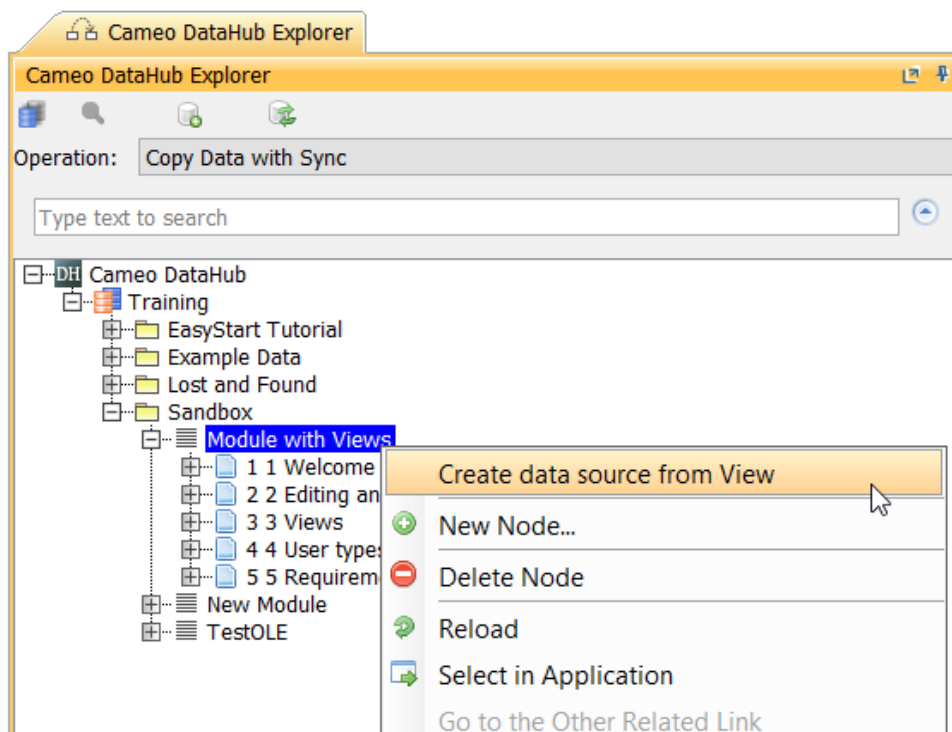 Cameo DataHub Explorer
Cameo DataHub Explorer
Operation: Copy Data with Sync
Type text to search
DH Cameo DataHub
Training
EasyStart Tutorial
Example Data
Lost and Found
Sandbox
Module with Views
1 1 Welcome
2 2 Editing an
3 3 Views
4 4 User types
5 5 Requirem
New Module
TestOLE
Create data source from View
New Node...
Delete Node
Reload
Select in Application
Go to the Other Related Link